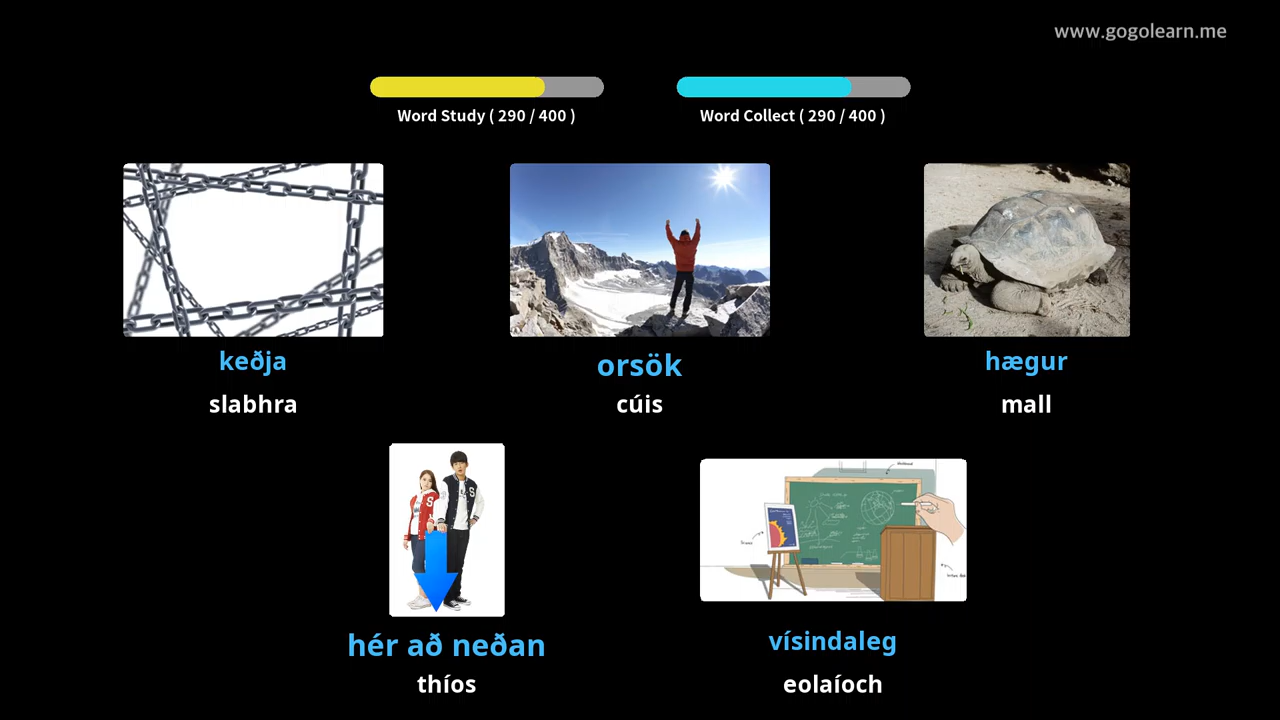 www.gogolearn.me
Word Study ( 290 / 400 )
Word Collect ( 290 / 400 )
keðja
orsök
hægur
slabhra
cúis
mall
S
S
hér að neðan
vísindaleg
thíos
eolaíoch